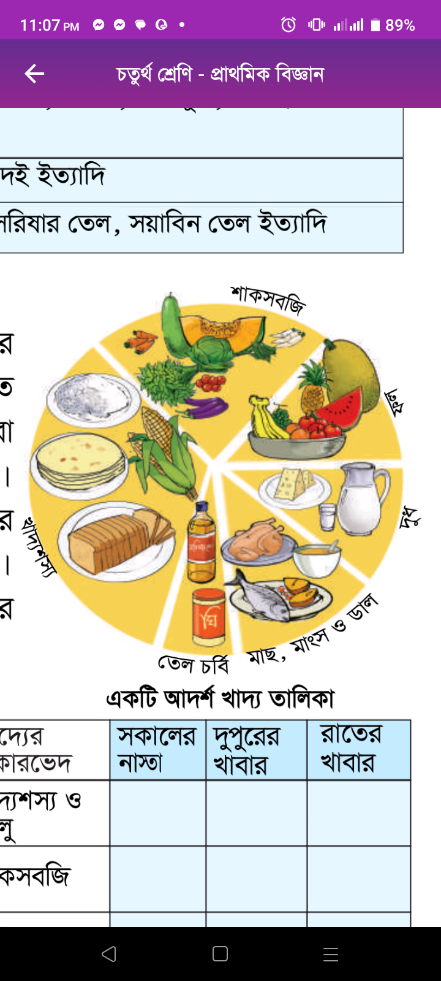 11:07 PM
89%
চতুর্থ শ্রেণি - প্রাথমিক বিজ্ঞান
দই ইত্যাদি
সরিষার তেল, সয়াবিন তেল ইত্যাদি
শাকসবজি
ফল
দুধ
মাছ, মাংস ও ডাল
তেল চর্বি
খাদ্যশস্য
ঘি
র
ত
রা
।
র
।
র
একটি আদর্শ খাদ্য তালিকা
দ্যের
কারভেদ
সকালের
নাস্তা
দুপুরের
খাবার
রাতের
খাবার
দ্যশস্য ও
লু
কসবজি